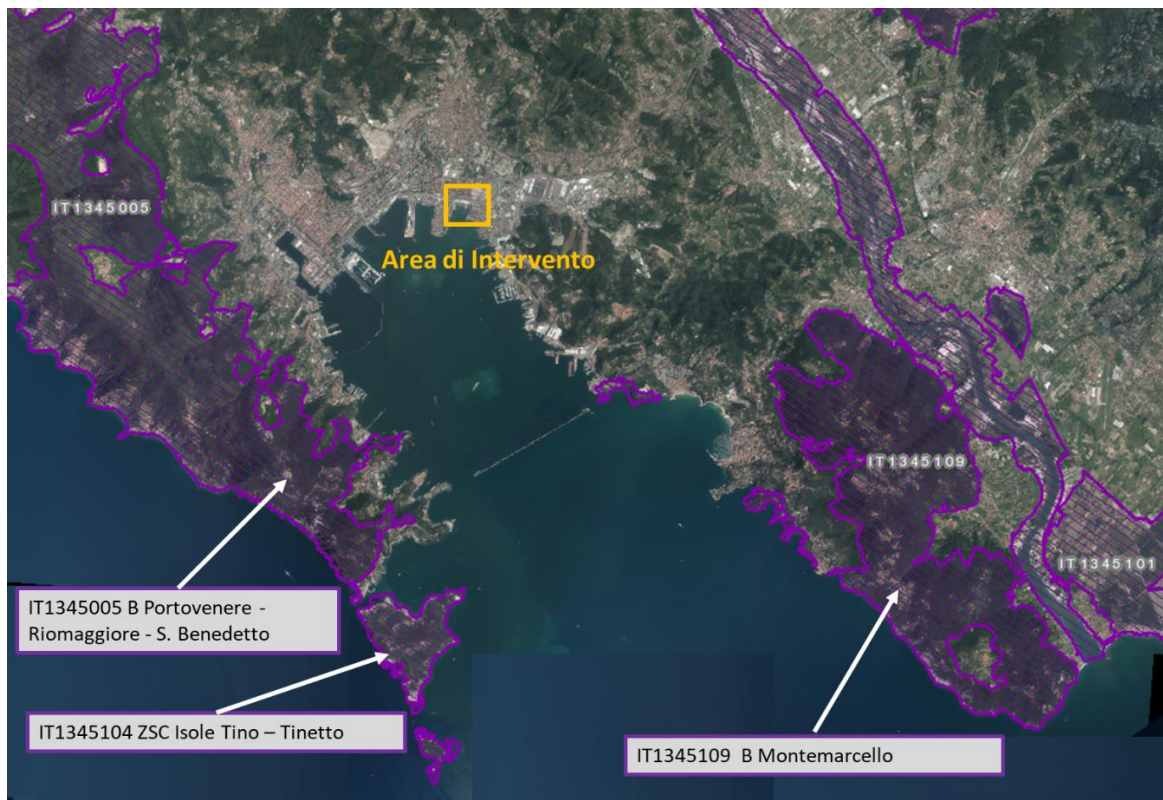 IT1345005
Area di Intervento
IT1345109
IT1345101
IT1345005 B Portovenere -
Riomaggiore - S. Benedetto
IT1345104 ZSC Isole Tino – Tinetto
IT1345109 B Montemarcello